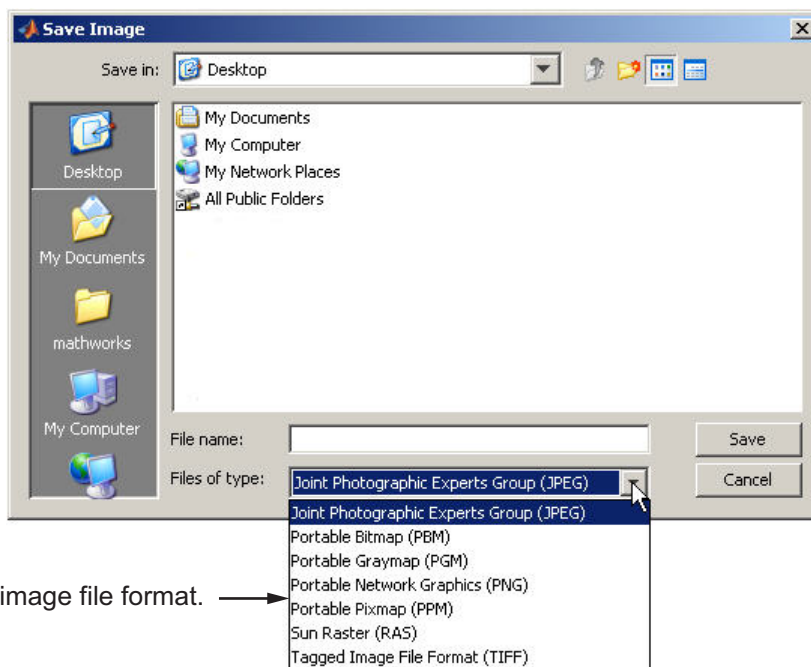 Save Image
Save in: Desktop
My Documents
My Computer
My Network Places
All Public Folders
Desktop
My Documents
mathworks
My Computer
File name:
Save
Files of type: Joint Photographic Experts Group (JPEG)
Cancel
Joint Photographic Experts Group (JPEG)
Portable Bitmap (PBM)
Portable Graymap (PGM)
Portable Network Graphics (PNG)
image file format.
Portable Pixmap (PPM)
Sun Raster (RAS)
Tagged Image File Format (TIFF)